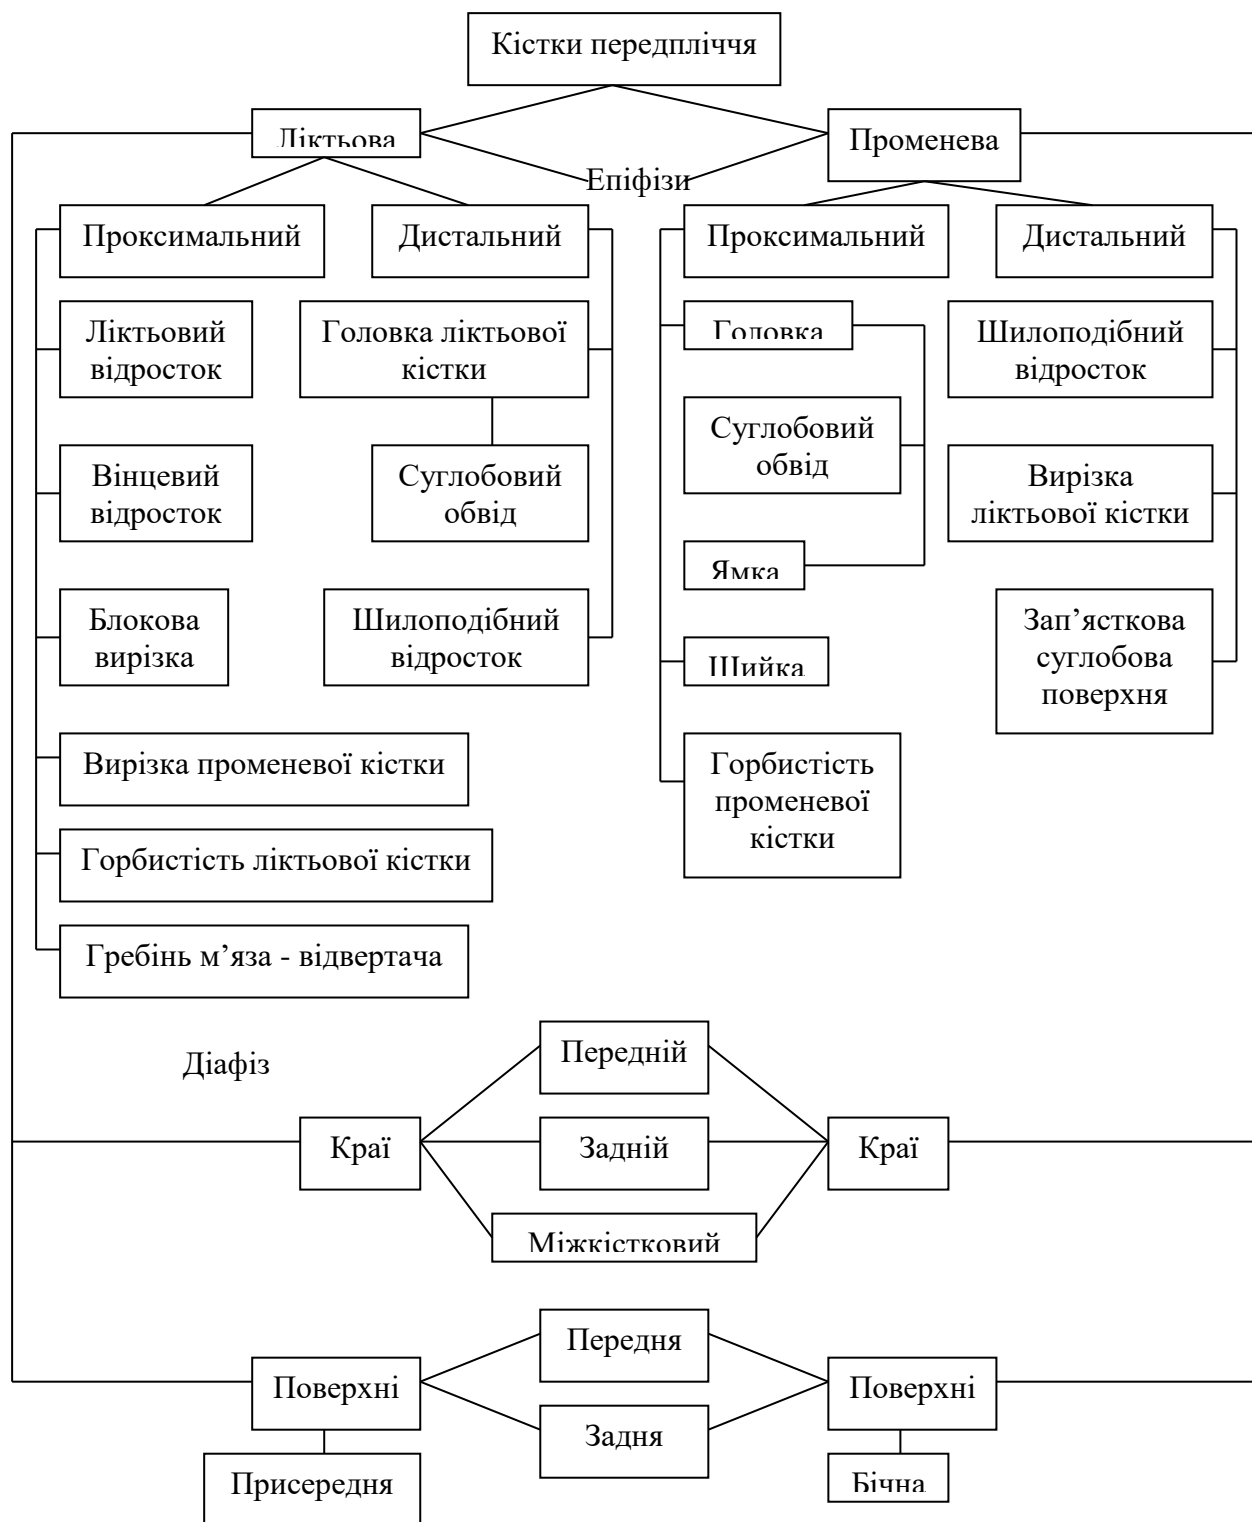 Кістки передпліччя
Ліктьова
Променева
Епіфізи
Проксимальний
Дистальний
Проксимальний
Дистальний
Ліктьовий
відросток
Головка ліктьової
кістки
Головка
Шилоподібний
відросток
Суглобовий
обвід
Вінцевий
відросток
Суглобовий
обвід
Вирізка
ліктьової кістки
Ямка
Блокова
вирізка
Шилоподібний
відросток
Шийка
Зап’ясткова
суглобова
поверхня
Вирізка променевої кістки
Горбистість
променевої
кістки
Горбистість ліктьової кістки
Гребінь м’яза - відвертача
Діафіз
Передній
Краї
Задній
Краї
Міжкістковий
Передня
Поверхні
Поверхні
Задня
Присередня
Бічна